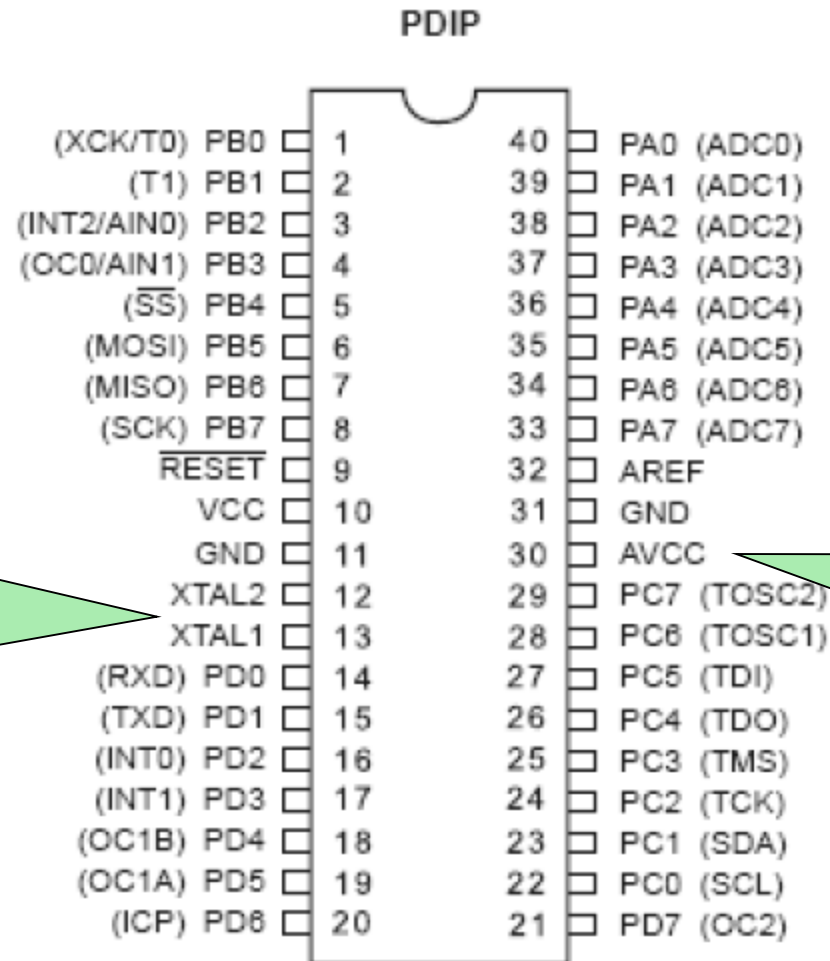 PDIP
(XCK/T0) PB0 1 40 PA0 (ADC0)
(T1) PB1 2 39 PA1 (ADC1)
(INT2/AIN0) PB2 3 38 PA2 (ADC2)
(OC0/AIN1) PB3 4 37 PA3 (ADC3)
(S̅S̅) PB4 5 36 PA4 (ADC4)
(MOSI) PB5 6 35 PA5 (ADC5)
(MISO) PB6 7 34 PA6 (ADC6)
(SCK) PB7 8 33 PA7 (ADC7)
R̅E̅S̅E̅T̅ 9 32 AREF
VCC 10 31 GND
GND 11 30 AVCC
XTAL2 12 29 PC7 (TOSC2)
XTAL1 13 28 PC6 (TOSC1)
(RXD) PD0 14 27 PC5 (TDI)
(TXD) PD1 15 26 PC4 (TDO)
(INT0) PD2 16 25 PC3 (TMS)
(INT1) PD3 17 24 PC2 (TCK)
(OC1B) PD4 18 23 PC1 (SDA)
(OC1A) PD5 19 22 PC0 (SCL)
(ICP) PD6 20 21 PD7 (OC2)